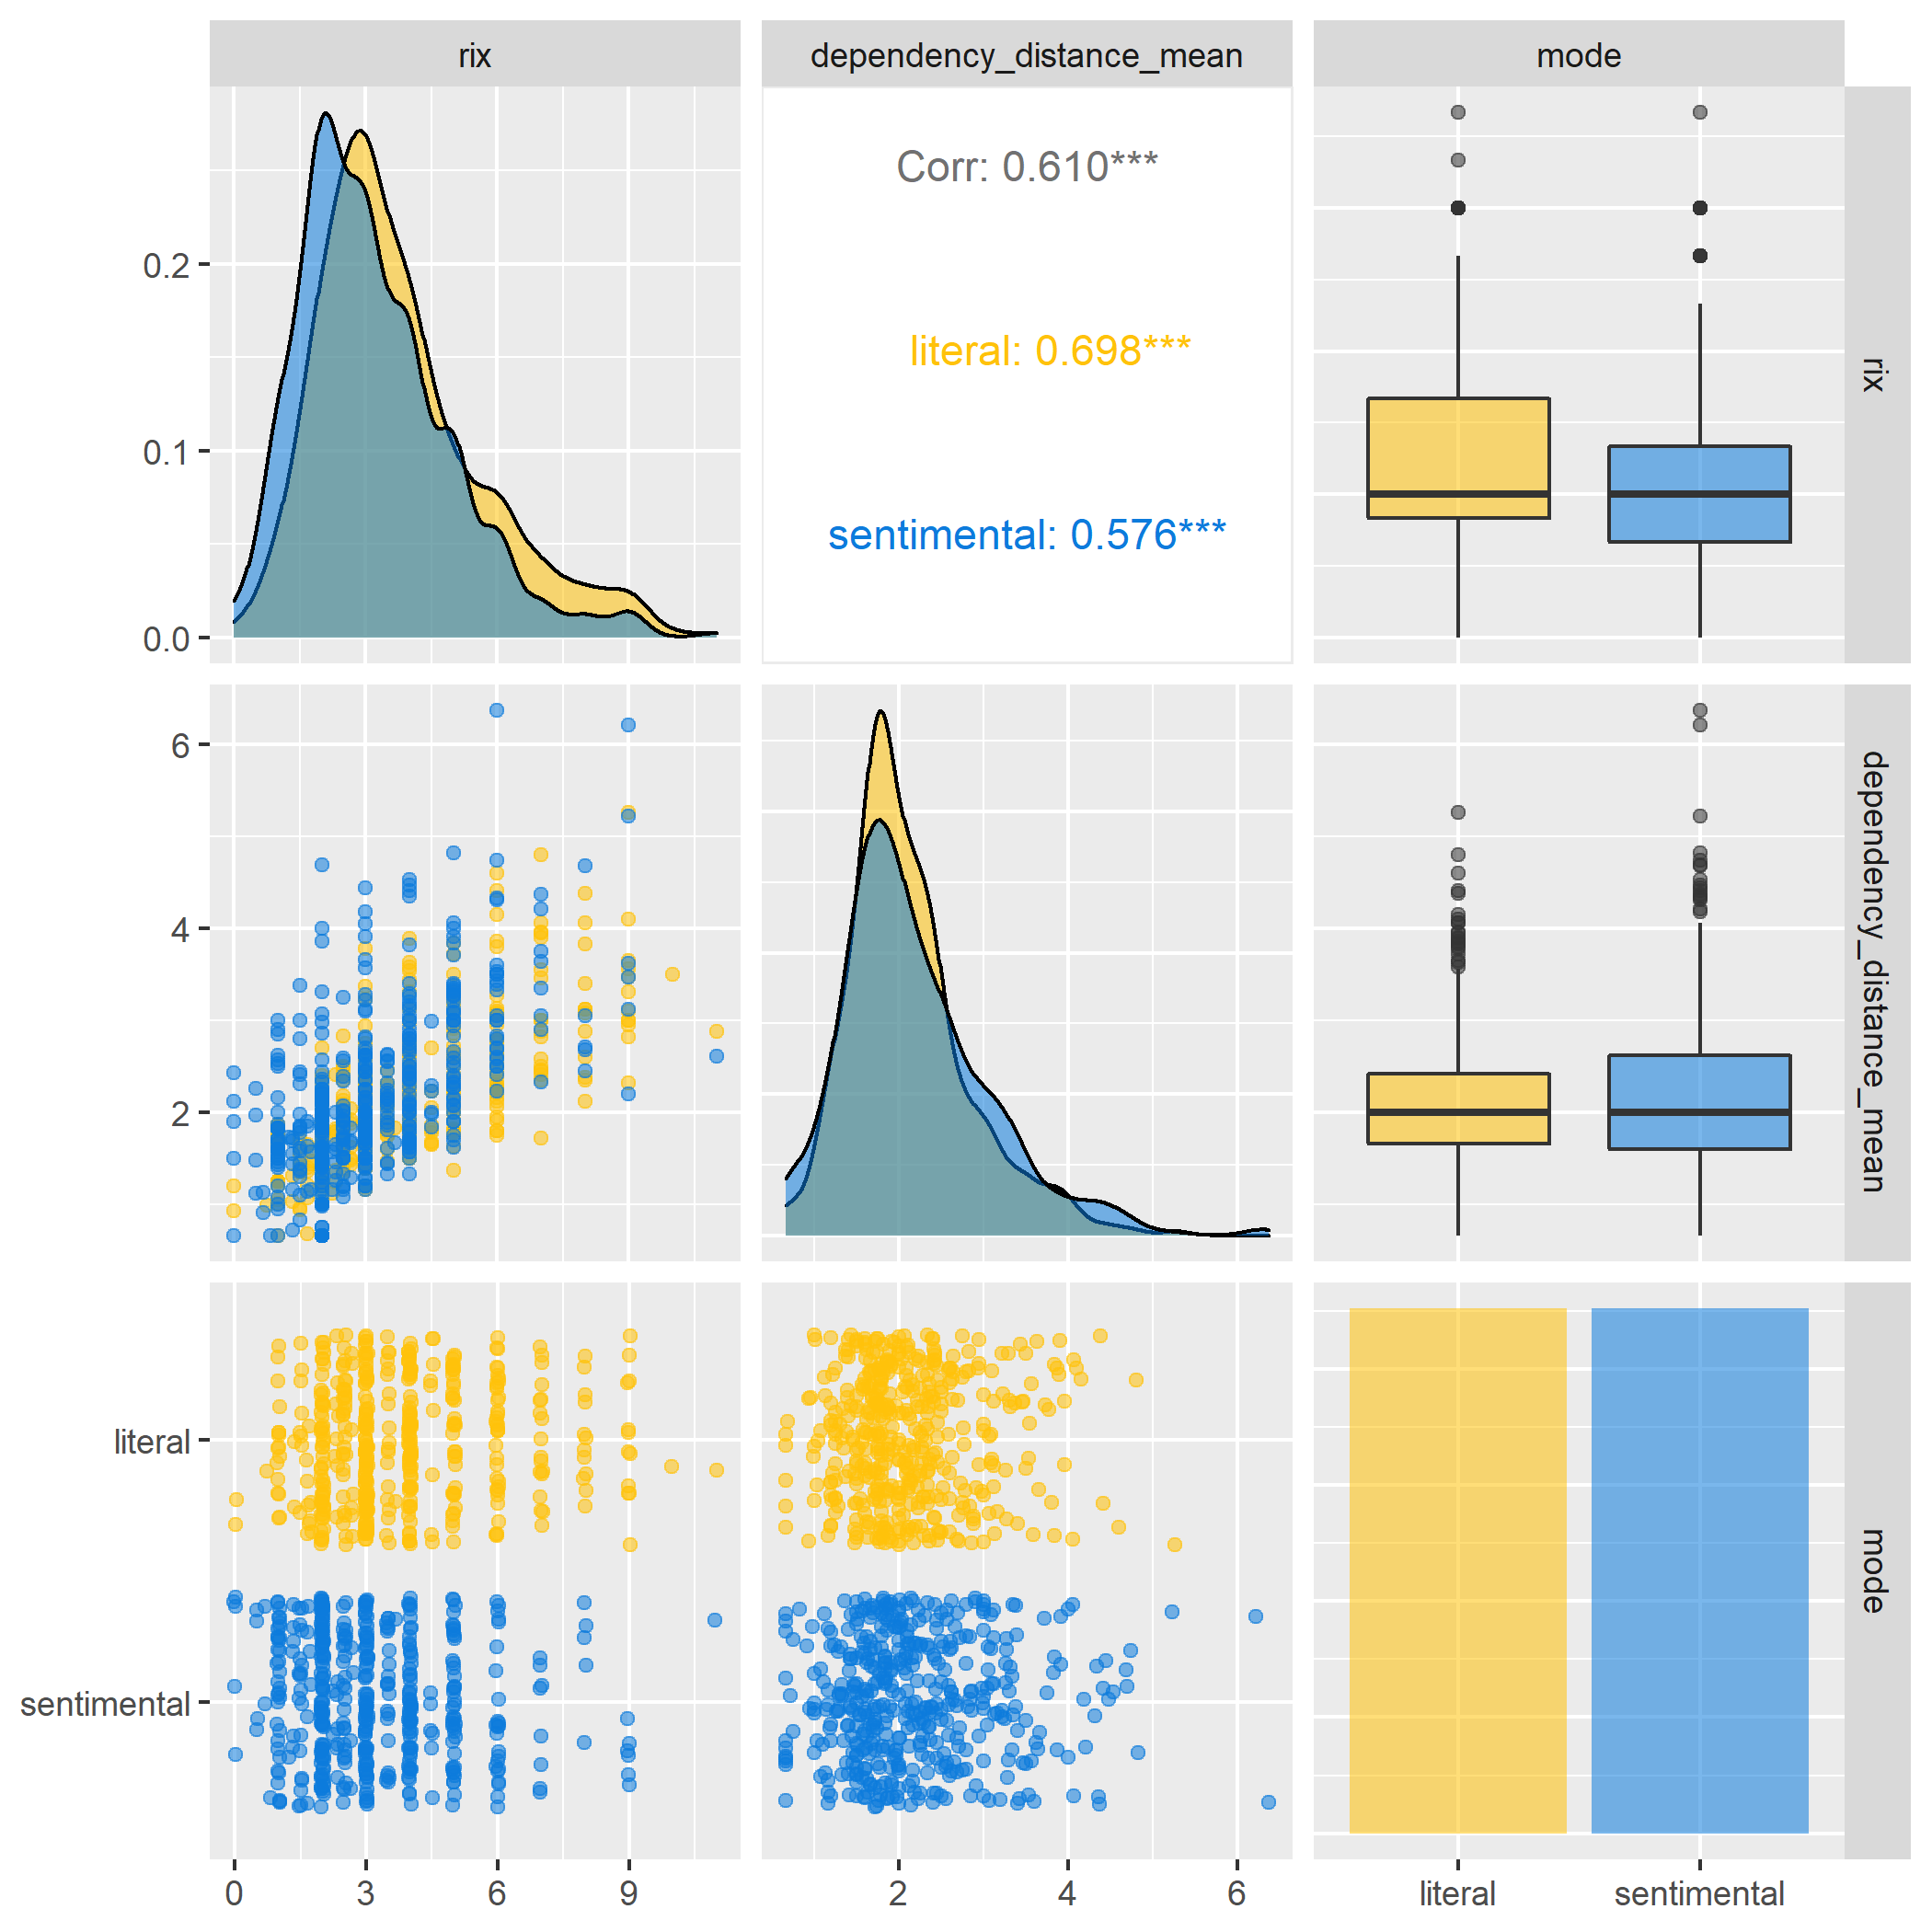 rix
dependency_distance_mean
mode
0.2
0.1
0.0
Corr: 0.610***
literal: 0.698***
sentimental: 0.576***
rix
6
4
2
dependency_distance_mean
literal
sentimental
mode
0 3 6 9
2 4 6
literal sentimental